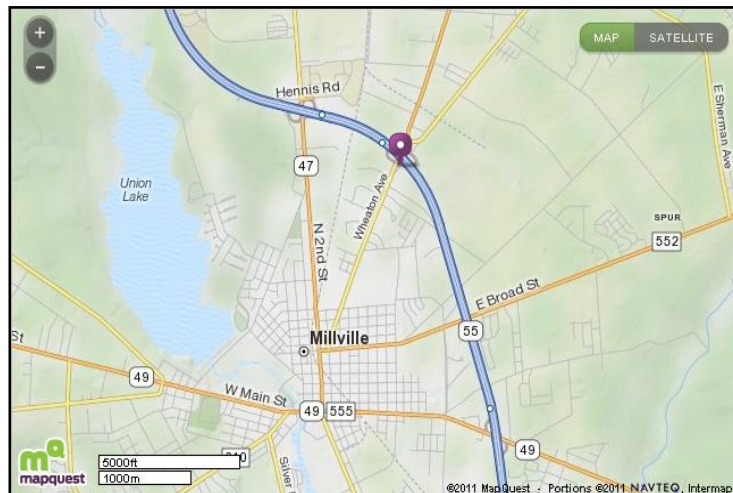 +
MAP SATELLITE
−
Hennis Rd
E Sherman Ave
47
Union
Lake
Wheaton Ave
N 2nd St
SPUR
552
E Broad St
55
Millville
St
49
W Main St
49 555
49
Silver
mapquest
5000ft
1000m
©2011 MapQuest - Portions ©2011 NAVTEQ, Intermap